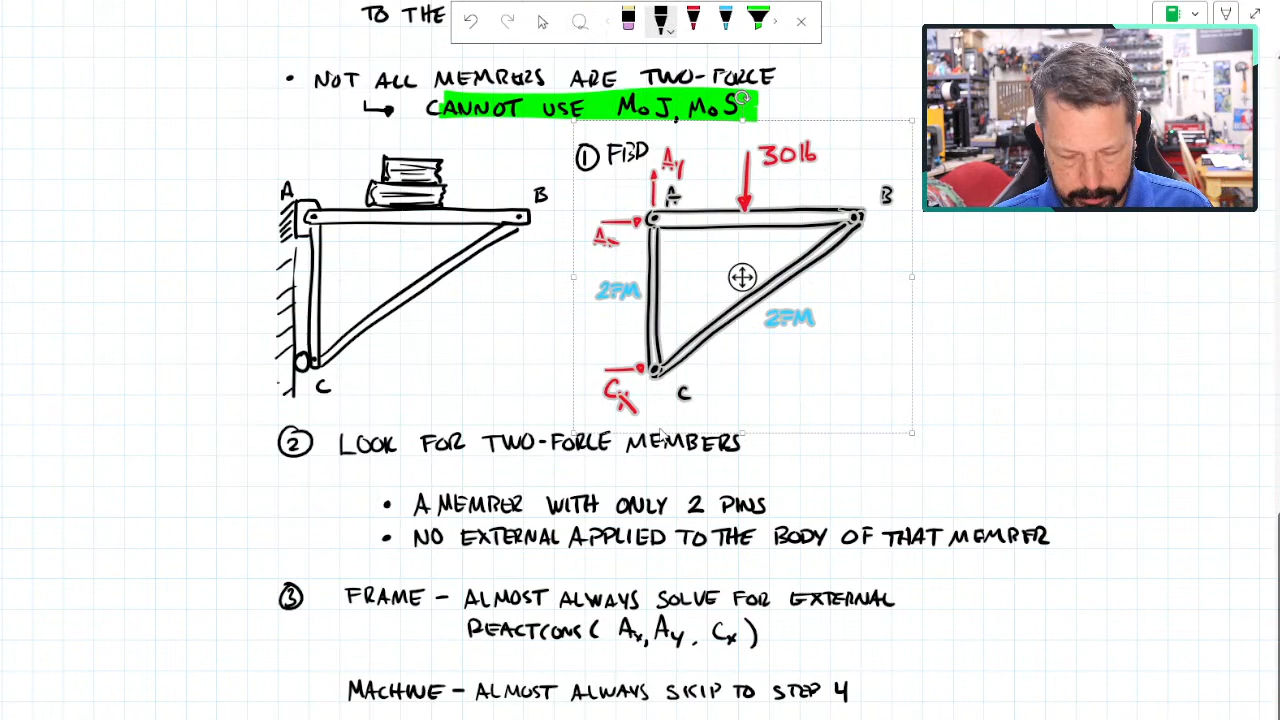 TO THE
• NOT ALL MEMBERS ARE TWO-FORCE
↳ CANNOT USE MoJ, MoS
A
B
C
① FBD
Ay
30 lb
A
B
Ax
2FM
2FM
Cx
C
② LOOK FOR TWO-FORCE MEMBERS
• A MEMBER WITH ONLY 2 PINS
• NO EXTERNAL APPLIED TO THE BODY OF THAT MEMBER
③ FRAME - ALMOST ALWAYS SOLVE FOR EXTERNAL
REACTIONS ( Ax, Ay, Cx )
MACHINE - ALMOST ALWAYS SKIP TO STEP 4